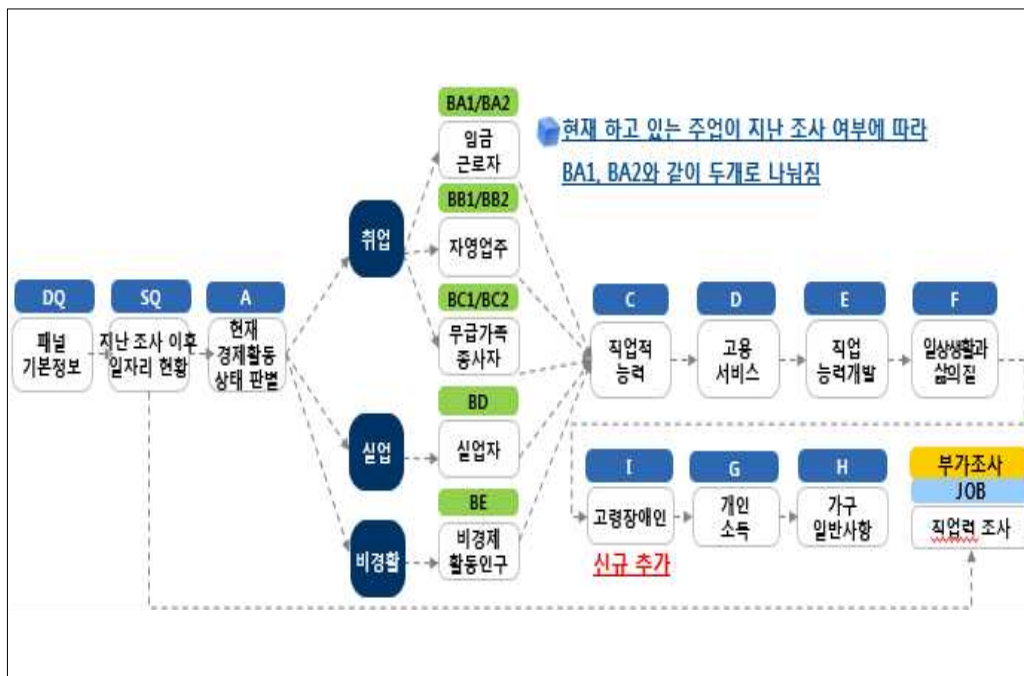 BA1/BA2
임금
근로자
현재 하고 있는 주업이 지난 조사 여부에 따라
BA1, BA2와 같이 두개로 나눠짐
BB1/BB2
취업
자영업주
DQ
패널
기본정보
SQ
지난 조사 이후
일자리 현황
A
현재
경제활동
상태 판별
BC1/BC2
무급가족
종사자
C
직업적
능력
D
고용
서비스
E
직업
능력개발
F
일상생활과
삶의질
BD
실업
실업자
BE
비경활
비경제
활동인구
I
고령장애인
신규 추가
G
개인
소득
H
가구
일반사항
부가조사
JOB
직업력 조사